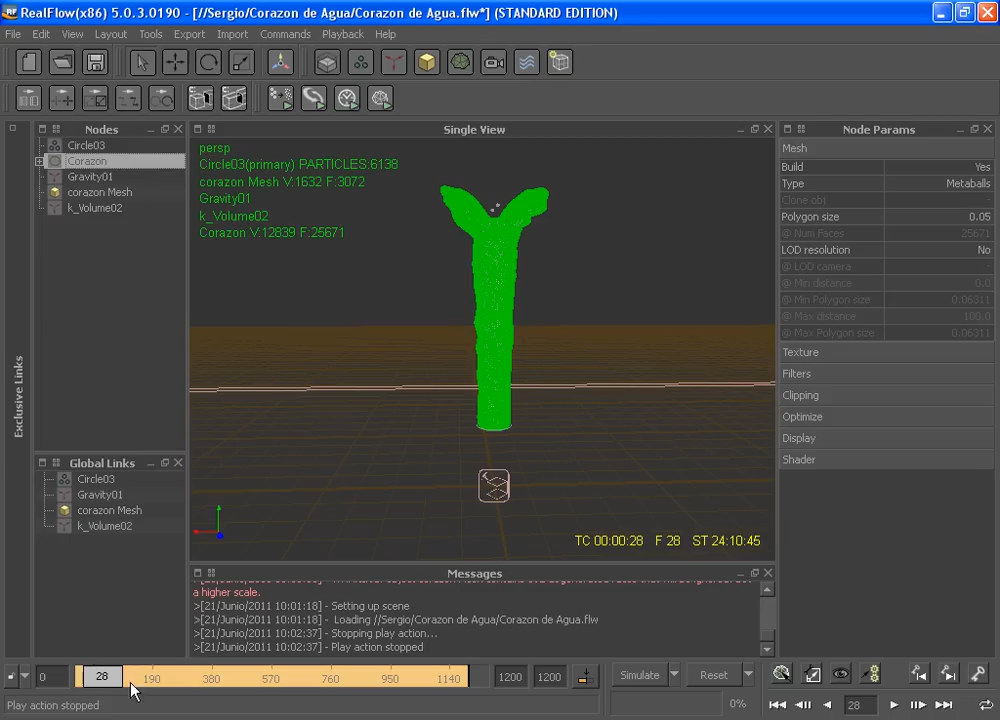 RealFlow(x86) 5.0.3.0190 - [//Sergio/Corazon de Agua/Corazon de Agua.flw*] (STANDARD EDITION)
File Edit View Layout Tools Export Import Commands Playback Help
Nodes
Single View
Node Params
Circle03
Corazon
Gravity01
corazon Mesh
k_Volume02
persp
Circle03(primary) PARTICLES:6138
corazon Mesh V:1632 F:3072
Gravity01
k_Volume02
Corazon V:12839 F:25671
Mesh
Build Yes
Type Metaballs
Clone obj -
Polygon size 0.05
@ Num Faces 25671
LOD resolution No
@ LOD camera -
@ Min distance 0.0
@ Min Polygon size 0.06311
@ Max distance 100.0
@ Max Polygon size 0.06311
Texture
Filters
Clipping
Optimize
Display
Shader
Exclusive Links
Global Links
Circle03
Gravity01
corazon Mesh
k_Volume02
TC 00:00:28 F 28 ST 24:10:45
Messages
a higher scale.
>[21/Junio/2011 10:01:18] - Setting up scene
>[21/Junio/2011 10:01:18] - Loading //Sergio/Corazon de Agua/Corazon de Agua.flw
>[21/Junio/2011 10:02:37] - Stopping play action...
>[21/Junio/2011 10:02:37] - Play action stopped
0 28 190 380 570 760 950 1140 1200 1200 Simulate Reset
Play action stopped 0% 28